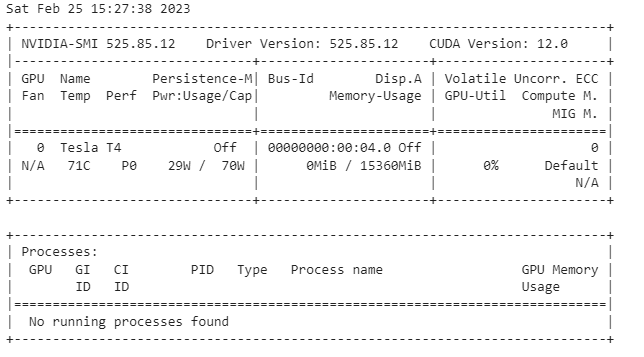 Sat Feb 25 15:27:38 2023
+-----------------------------------------------------------------------------+
| NVIDIA-SMI 525.85.12    Driver Version: 525.85.12    CUDA Version: 12.0     |
|-------------------------------+----------------------+----------------------+
| GPU  Name        Persistence-M| Bus-Id        Disp.A | Volatile Uncorr. ECC |
| Fan  Temp  Perf  Pwr:Usage/Cap|         Memory-Usage | GPU-Util  Compute M. |
|                               |                      |               MIG M. |
|===============================+======================+======================|
|   0  Tesla T4            Off  | 00000000:00:04.0 Off |                    0 |
| N/A   71C    P0    29W /  70W |      0MiB / 15360MiB |      0%      Default |
|                               |                      |                  N/A |
+-------------------------------+----------------------+----------------------+

+-----------------------------------------------------------------------------+
| Processes:                                                                  |
|  GPU   GI   CI        PID   Type   Process name                  GPU Memory |
|        ID   ID                                                   Usage      |
|=============================================================================|
|  No running processes found                                                 |
+-----------------------------------------------------------------------------+